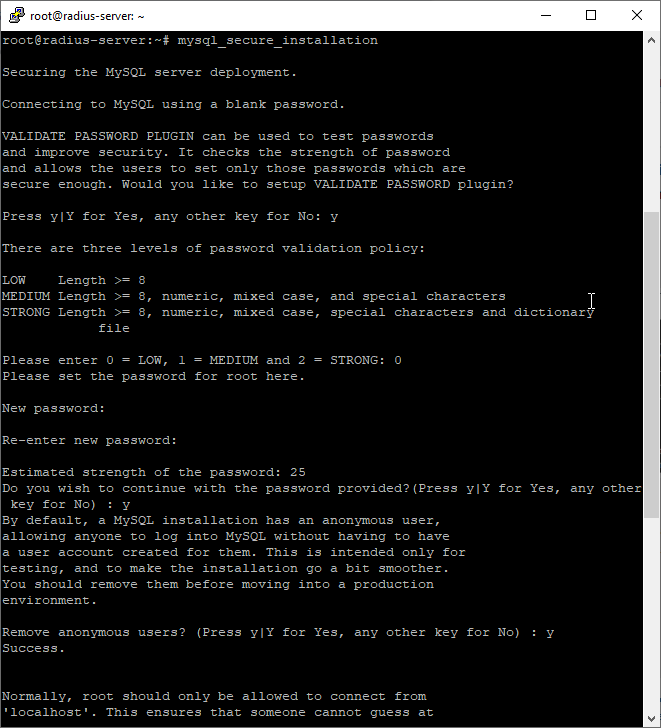 root@radius-server: ~
root@radius-server:~# mysql_secure_installation
Securing the MySQL server deployment.
Connecting to MySQL using a blank password.
VALIDATE PASSWORD PLUGIN can be used to test passwords
and improve security. It checks the strength of password
and allows the users to set only those passwords which are
secure enough. Would you like to setup VALIDATE PASSWORD plugin?
Press y|Y for Yes, any other key for No: y
There are three levels of password validation policy:
LOW    Length >= 8
MEDIUM Length >= 8, numeric, mixed case, and special characters
STRONG Length >= 8, numeric, mixed case, special characters and dictionary
            file
Please enter 0 = LOW, 1 = MEDIUM and 2 = STRONG: 0
Please set the password for root here.
New password:
Re-enter new password:
Estimated strength of the password: 25
Do you wish to continue with the password provided?(Press y|Y for Yes, any other
 key for No) : y
By default, a MySQL installation has an anonymous user,
allowing anyone to log into MySQL without having to have
a user account created for them. This is intended only for
testing, and to make the installation go a bit smoother.
You should remove them before moving into a production
environment.
Remove anonymous users? (Press y|Y for Yes, any other key for No) : y
Success.
Normally, root should only be allowed to connect from
'localhost'. This ensures that someone cannot guess at